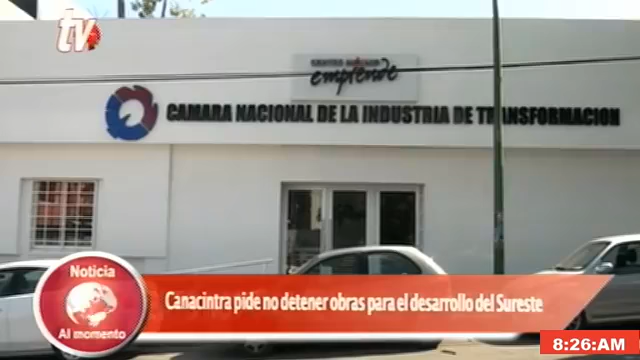 tv
emprende
CAMARA NACIONAL DE LA INDUSTRIA DE TRANSFORMACION
Noticia
Al momento
Canacintra pide no detener obras para el desarrollo del Sureste
8:26:AM